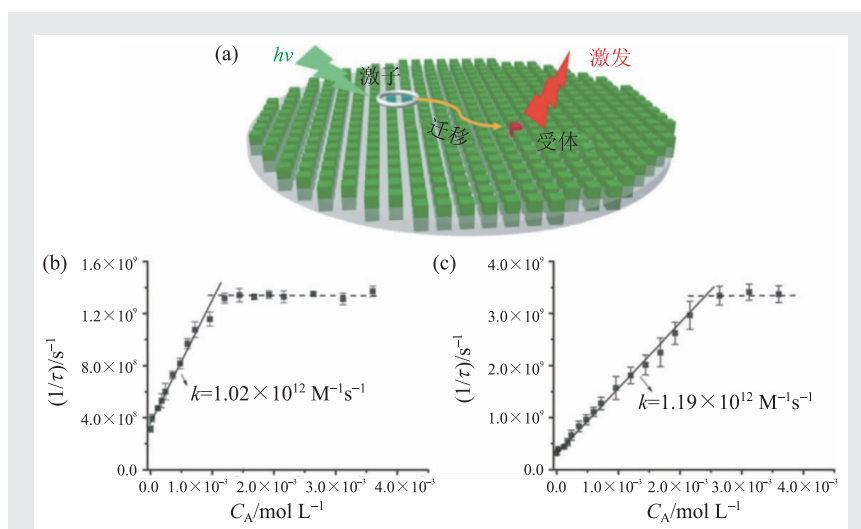 (a)
hν
激子
迁移
激发
受体
(b)
1.6×10⁹
1.2×10⁹
8.0×10⁸
4.0×10⁸
0.0
(1/τ)/s⁻¹
k=1.02×10¹² M⁻¹s⁻¹
0.0 1.0×10⁻³ 2.0×10⁻³ 3.0×10⁻³ 4.0×10⁻³
C_A/mol L⁻¹
(c)
4.0×10⁹
3.0×10⁹
2.0×10⁹
1.0×10⁹
0.0
(1/τ)/s⁻¹
k=1.19×10¹² M⁻¹s⁻¹
0.0 1.0×10⁻³ 2.0×10⁻³ 3.0×10⁻³ 4.0×10⁻³
C_A/mol L⁻¹